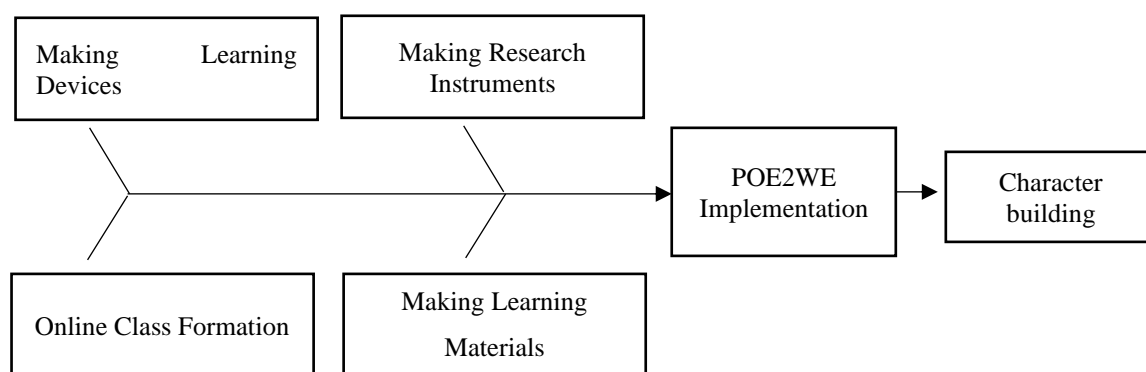 Making Learning
Devices
Making Research
Instruments
POE2WE
Implementation
Character
building
Online Class Formation
Making Learning
Materials